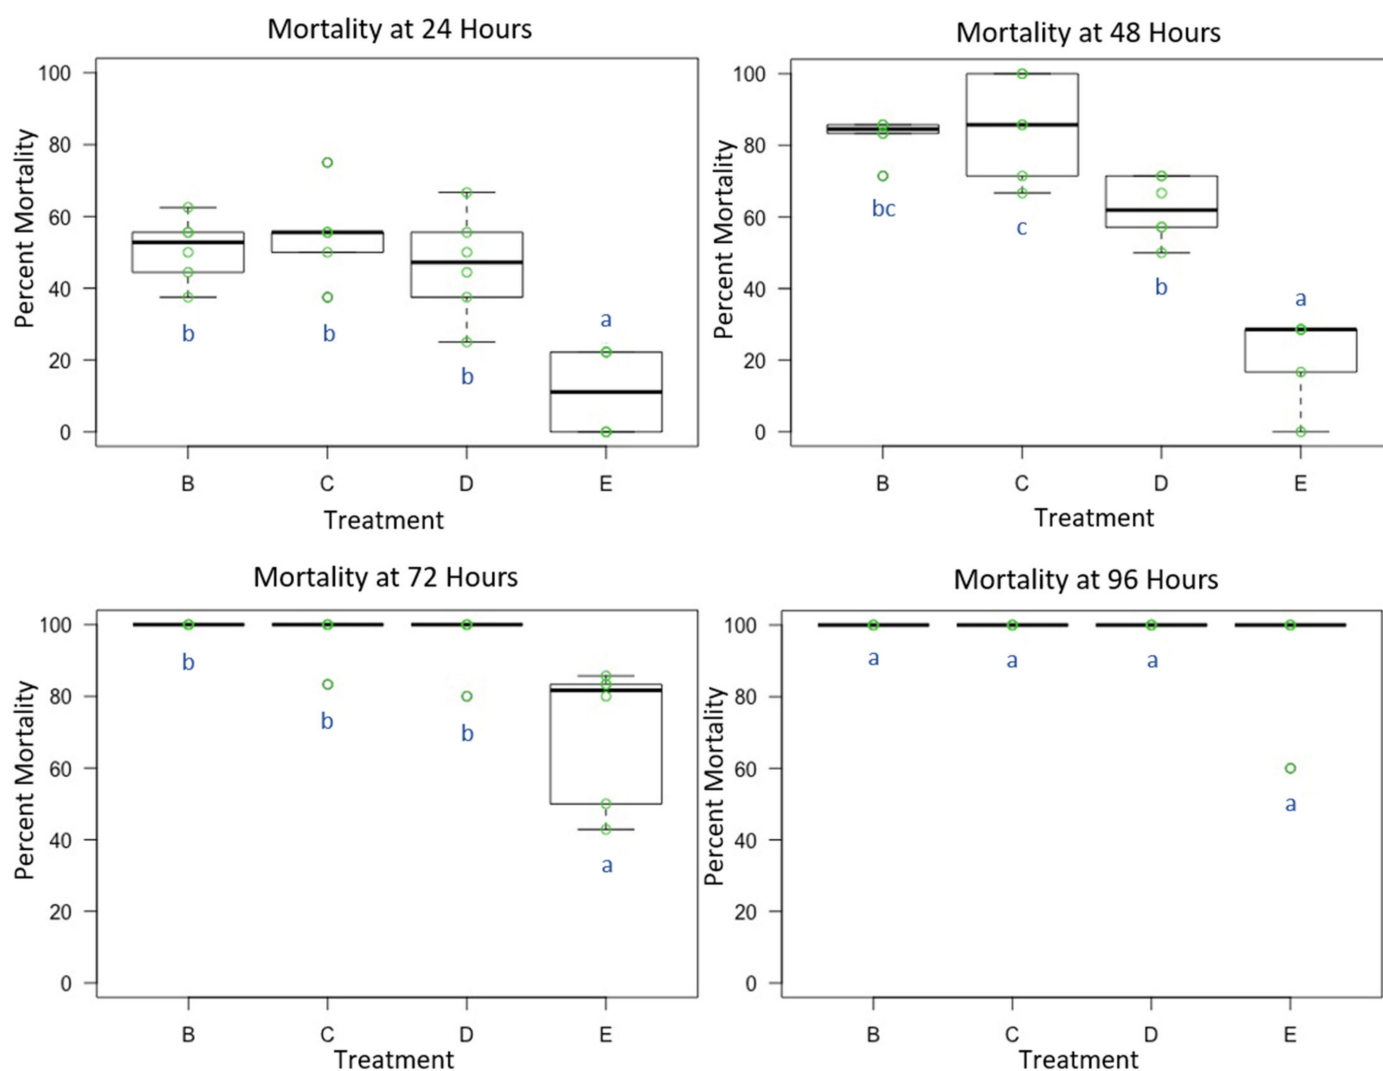 Mortality at 24 Hours
Percent Mortality
100
80
60
40
20
0
b
b
b
a
B C D E
Treatment
Mortality at 48 Hours
Percent Mortality
100
80
60
40
20
0
bc
c
b
a
B C D E
Treatment
Mortality at 72 Hours
Percent Mortality
100
80
60
40
20
0
b
b
b
a
B C D E
Treatment
Mortality at 96 Hours
Percent Mortality
100
80
60
40
20
0
a
a
a
a
B C D E
Treatment